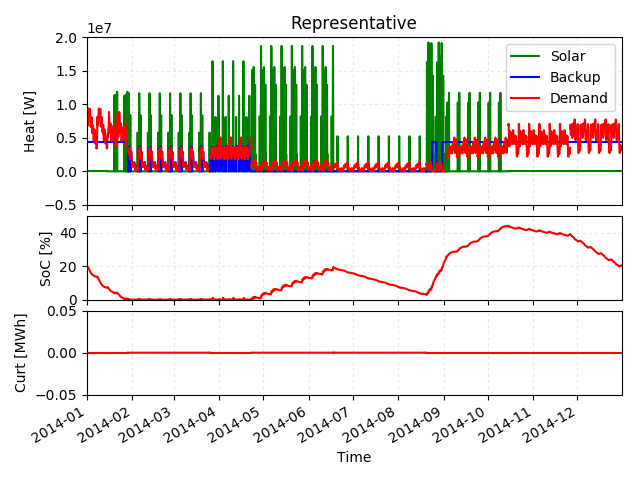 Representative
1e7
2.0
1.5
1.0
0.5
0.0
−0.5
Heat [W]
Solar
Backup
Demand
40
20
0
SoC [%]
0.05
0.00
−0.05
Curt [MWh]
2014-01
2014-02
2014-03
2014-04
2014-05
2014-06
2014-07
2014-08
2014-09
2014-10
2014-11
2014-12
Time